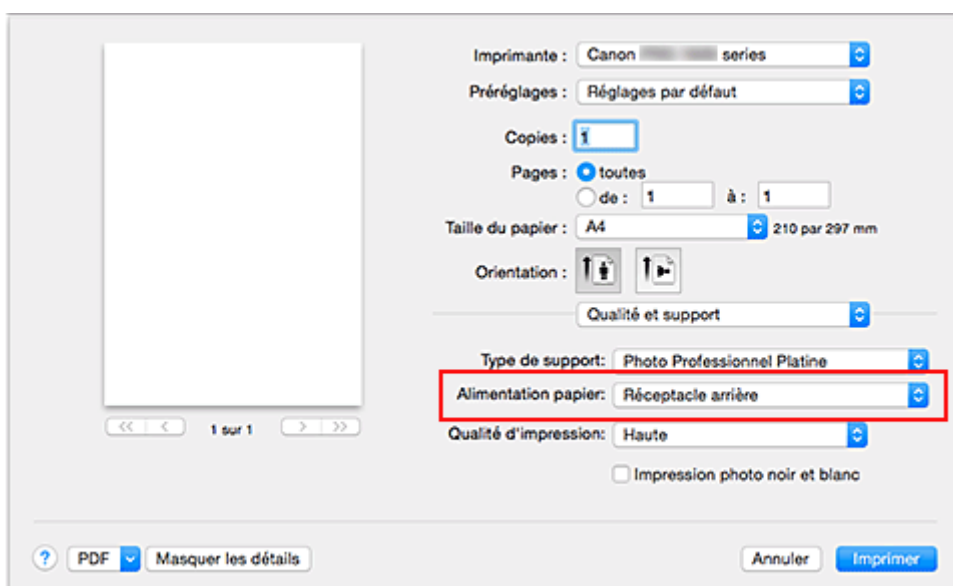 Imprimante : Canon series
Préréglages : Réglages par défaut
Copies : 1
Pages : toutes
de : 1 à : 1
Taille du papier : A4 210 par 297 mm
Orientation :
Qualité et support
Type de support: Photo Professionnel Platine
Alimentation papier: Réceptacle arrière
1 sur 1
Qualité d'impression: Haute
Impression photo noir et blanc
? PDF Masquer les détails Annuler Imprimer